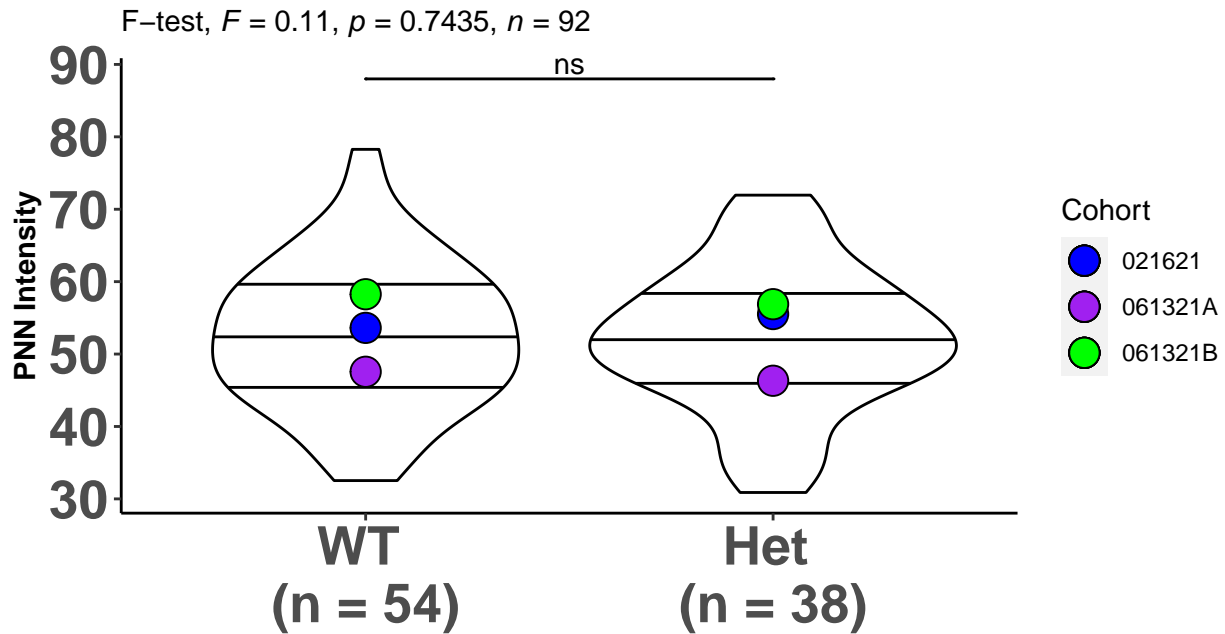 F−test, F = 0.11, p = 0.7435, n = 92
ns
90
80
70
60
50
40
30
PNN Intensity
WT
(n = 54)
Het
(n = 38)
Cohort
021621
061321A
061321B